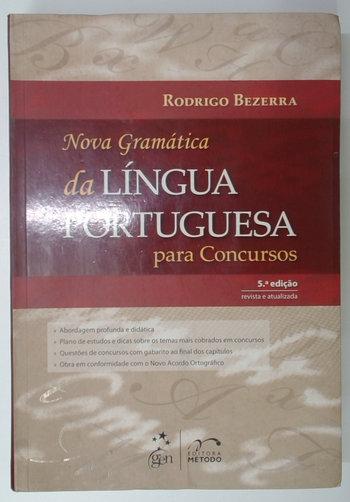 RODRIGO BEZERRA
Nova Gramática
da LÍNGUA
PORTUGUESA
para Concursos
5.ª edição
revista e atualizada
» Abordagem profunda e didática
» Plano de estudos e dicas sobre os temas mais cobrados em concursos
» Questões de concursos com gabarito ao final dos capítulos
» Obra em conformidade com o Novo Acordo Ortográfico
gen
EDITORA
MÉTODO